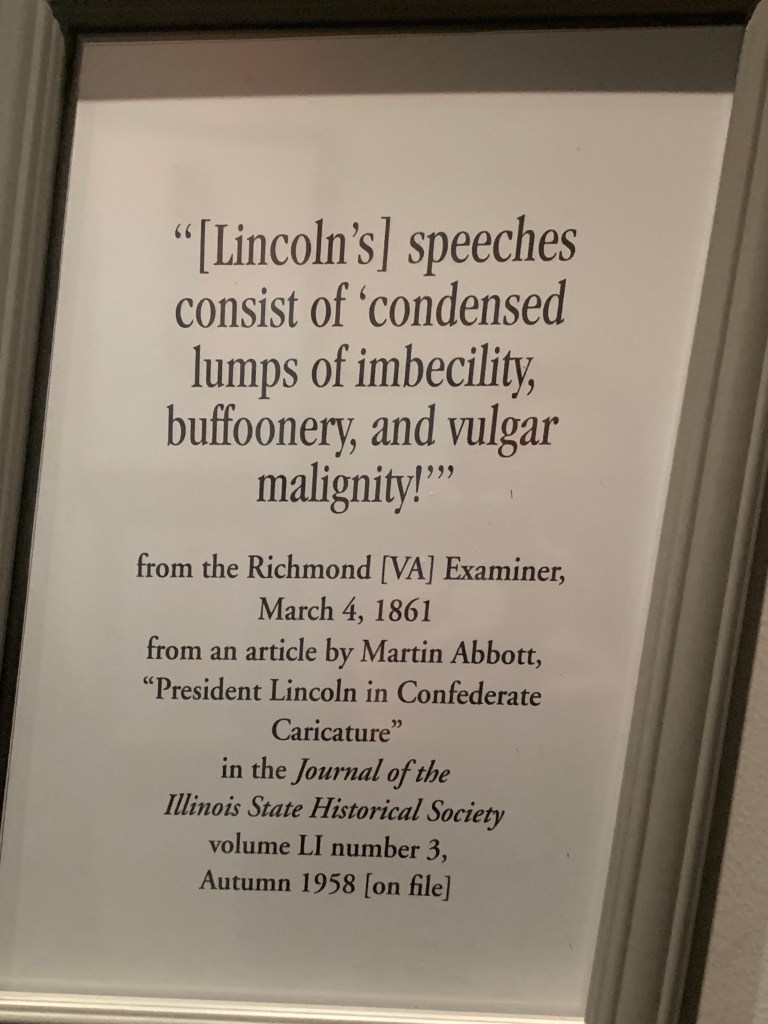 “[Lincoln’s] speeches
consist of ‘condensed
lumps of imbecility,
buffoonery, and vulgar
malignity!’”
from the Richmond [VA] Examiner,
March 4, 1861
from an article by Martin Abbott,
“President Lincoln in Confederate
Caricature”
in the Journal of the
Illinois State Historical Society
volume LI number 3,
Autumn 1958 [on file]